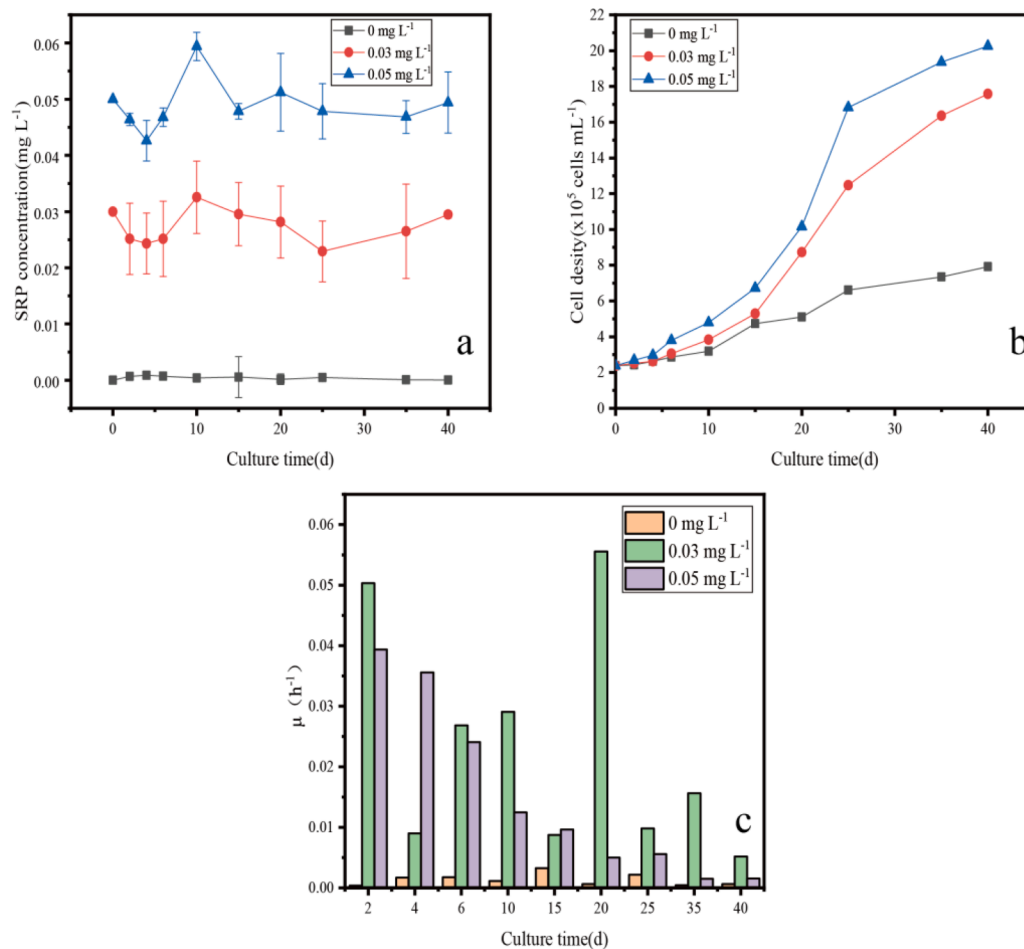 0 mg L⁻¹
0.03 mg L⁻¹
0.05 mg L⁻¹
0.06
0.05
0.04
0.03
0.02
0.01
0.00
SRP concentration(mg L⁻¹)
a
0 10 20 30 40
Culture time(d)
0 mg L⁻¹
0.03 mg L⁻¹
0.05 mg L⁻¹
22
20
18
16
14
12
10
8
6
4
2
0
Cell desity(x10⁵ cells mL⁻¹)
b
0 10 20 30 40
Culture time(d)
0 mg L⁻¹
0.03 mg L⁻¹
0.05 mg L⁻¹
0.06
0.05
0.04
0.03
0.02
0.01
0.00
μ (h⁻¹)
c
2 4 6 10 15 20 25 35 40
Culture time(d)